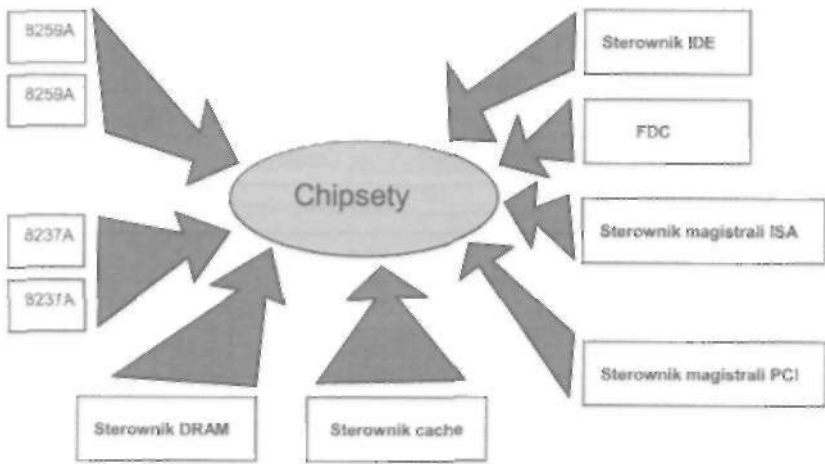 8259A
8259A
8237A
8237A
Sterownik DRAM
Sterownik cache
Chipsety
Sterownik IDE
FDC
Sterownik magistrali ISA
Sterownik magistrali PCI